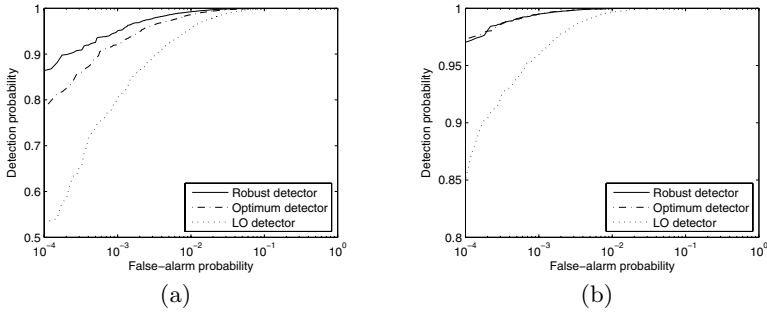 1
0.9
0.8
0.7
0.6
0.5
Detection probability
10^-4
10^-3
10^-2
10^-1
10^0
False-alarm probability
Robust detector
Optimum detector
LO detector
(a)
1
0.95
0.9
0.85
0.8
Detection probability
10^-4
10^-3
10^-2
10^-1
10^0
False-alarm probability
Robust detector
Optimum detector
LO detector
(b)